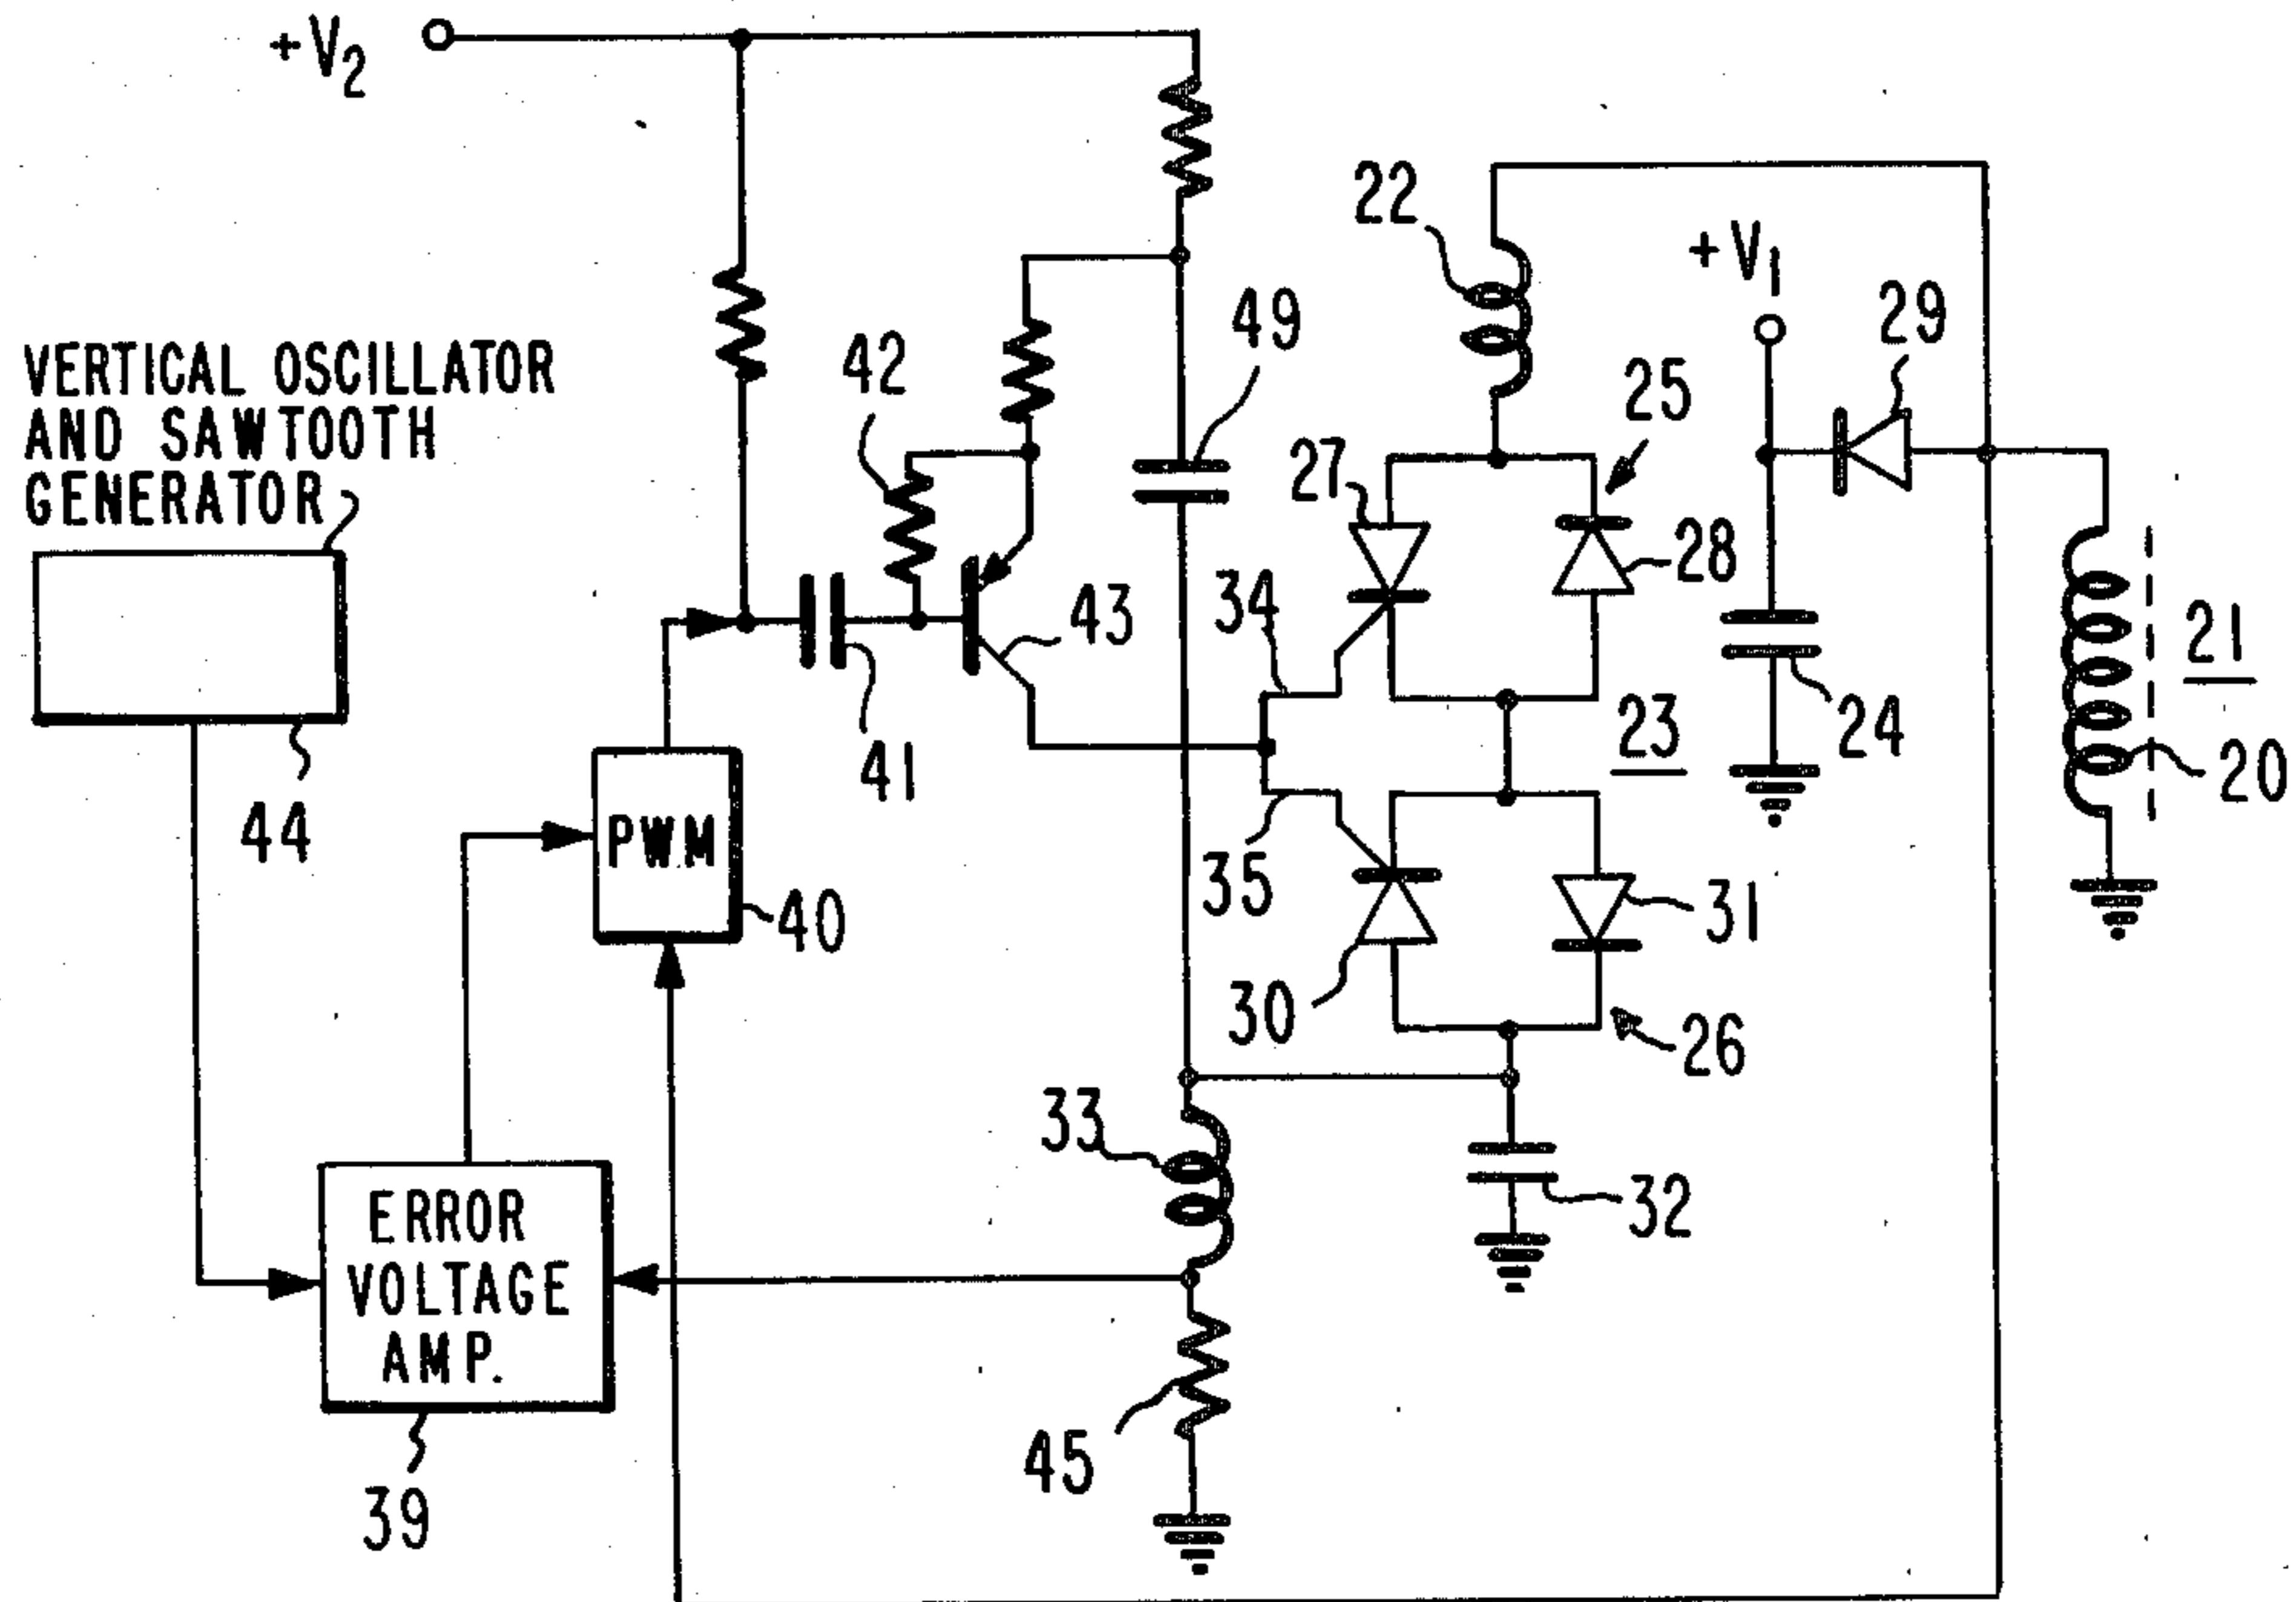 +V2
22
+V1
29
49
25
VERTICAL OSCILLATOR
AND SAWTOOTH
GENERATOR
42
27
28
34
43
21
23
24
20
41
44
PWM
35
31
40
30
26
33
32
ERROR
VOLTAGE
AMP.
45
39